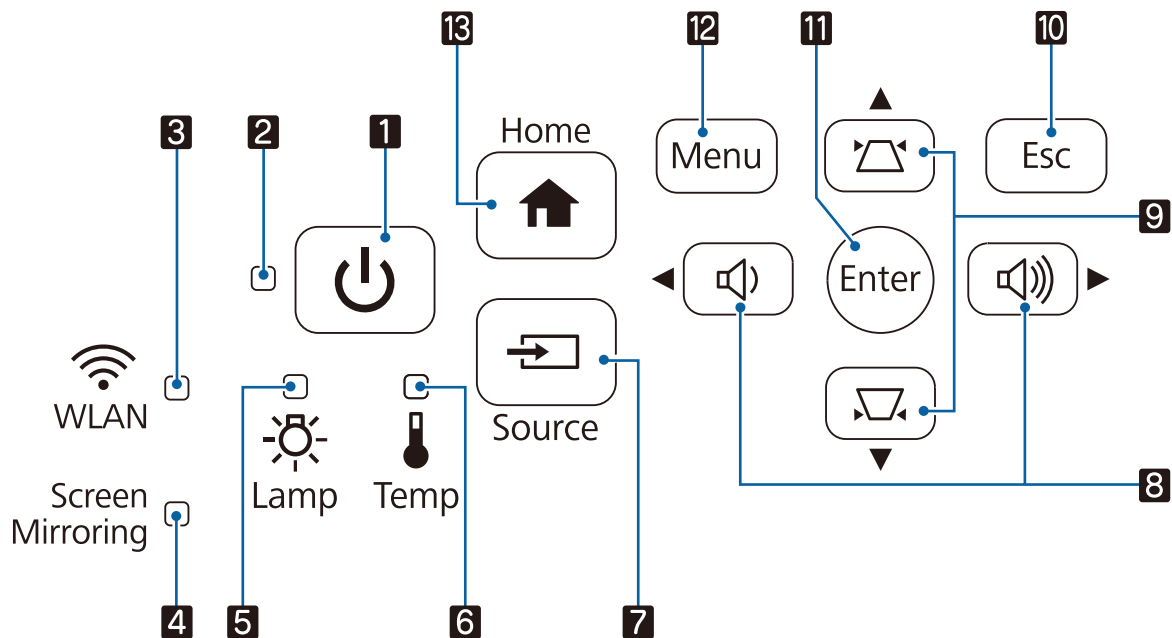 13
12
11
10
3
2
1
Home
Menu
Esc
9
Enter
WLAN
Source
Screen
Mirroring
Lamp
Temp
8
4
5
6
7